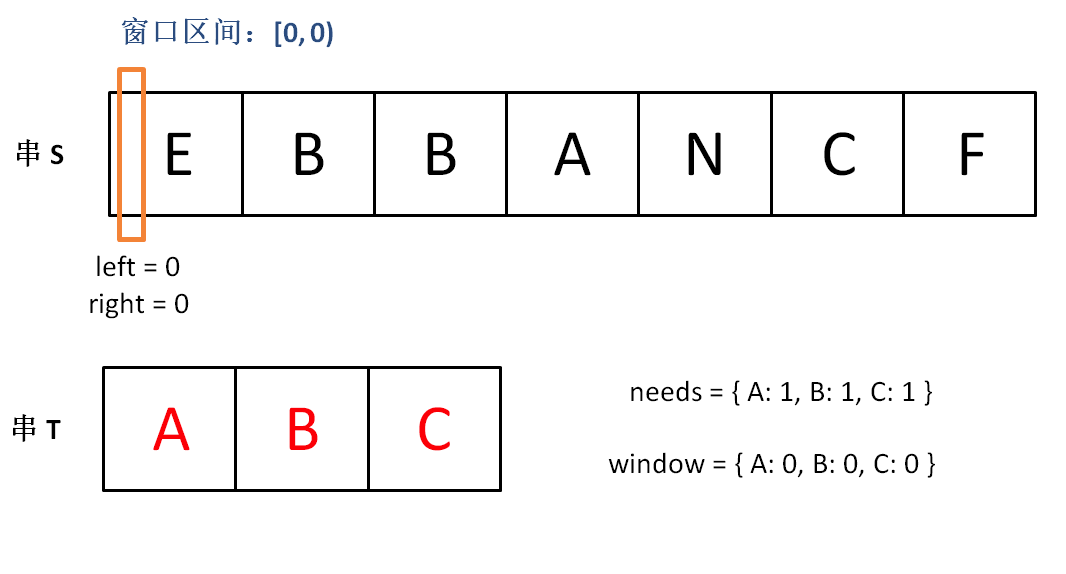 窗口区间：[0, 0)
串 S
E B B A N C F
left = 0
right = 0
串 T
A B C
needs = { A: 1, B: 1, C: 1 }
window = { A: 0, B: 0, C: 0 }